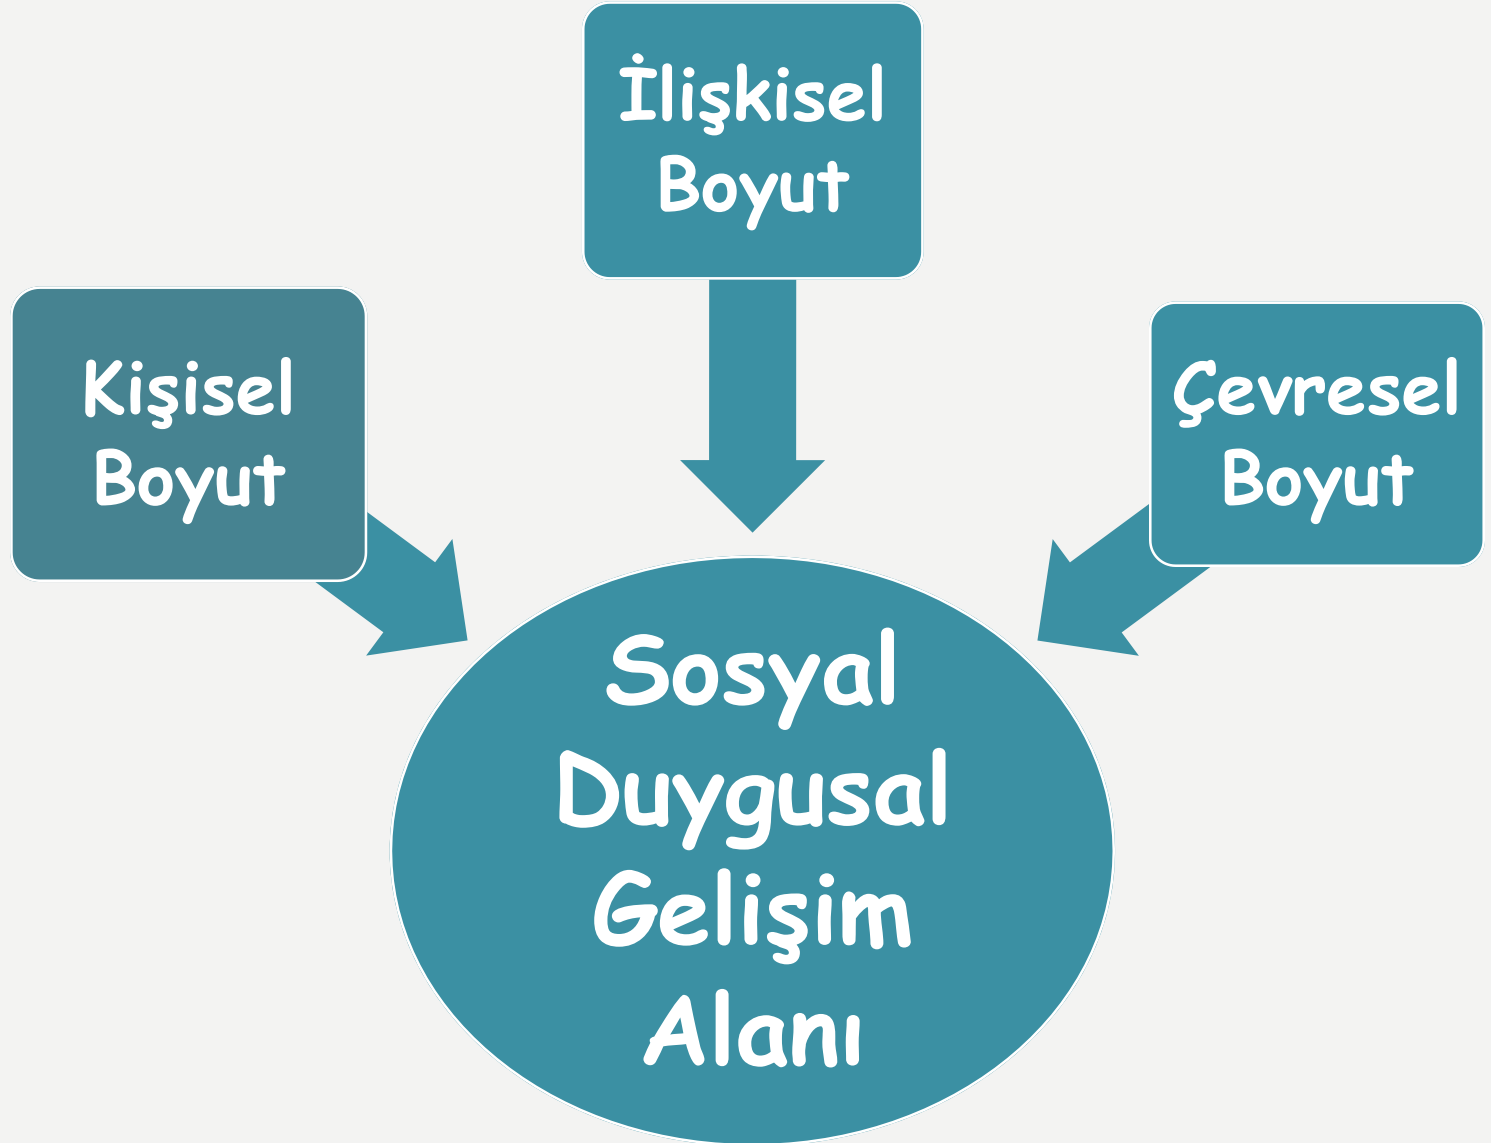 İlişkisel
Boyut
Kişisel
Boyut
Çevresel
Boyut
Sosyal
Duygusal
Gelişim
Alanı